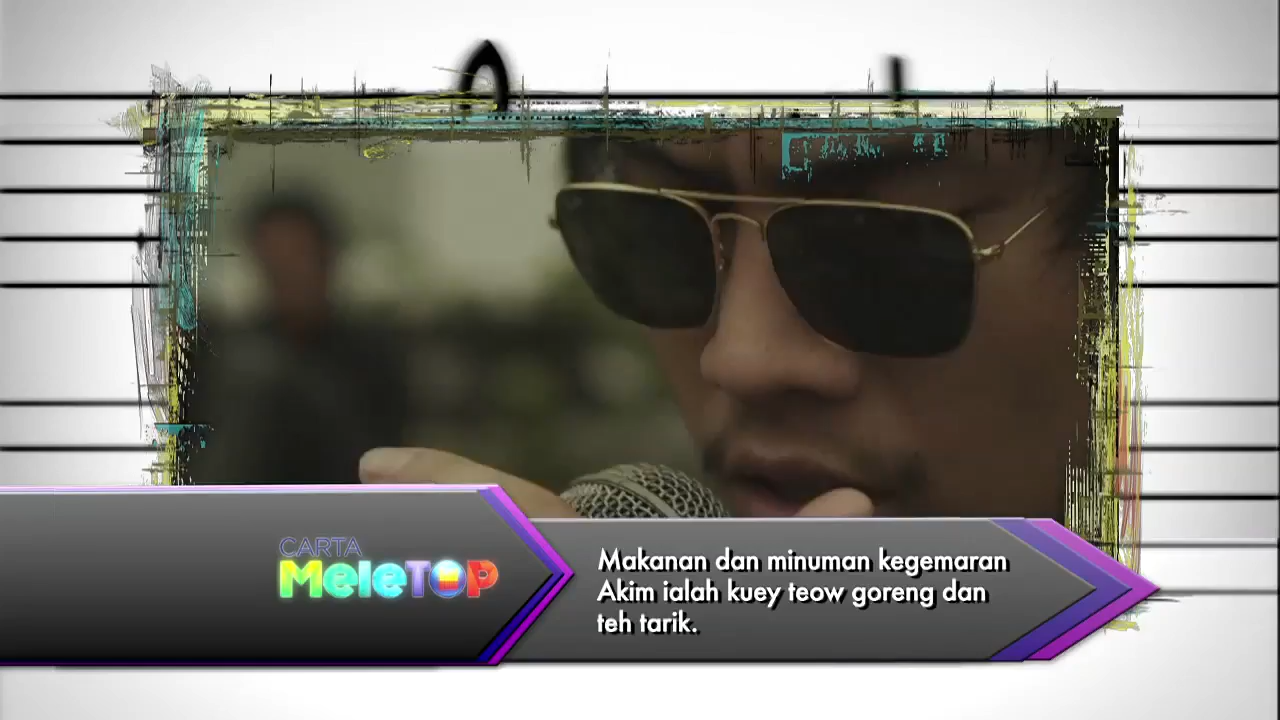 CARTA
MeleTOP
Makanan dan minuman kegemaran
Akim ialah kuey teow goreng dan
teh tarik.